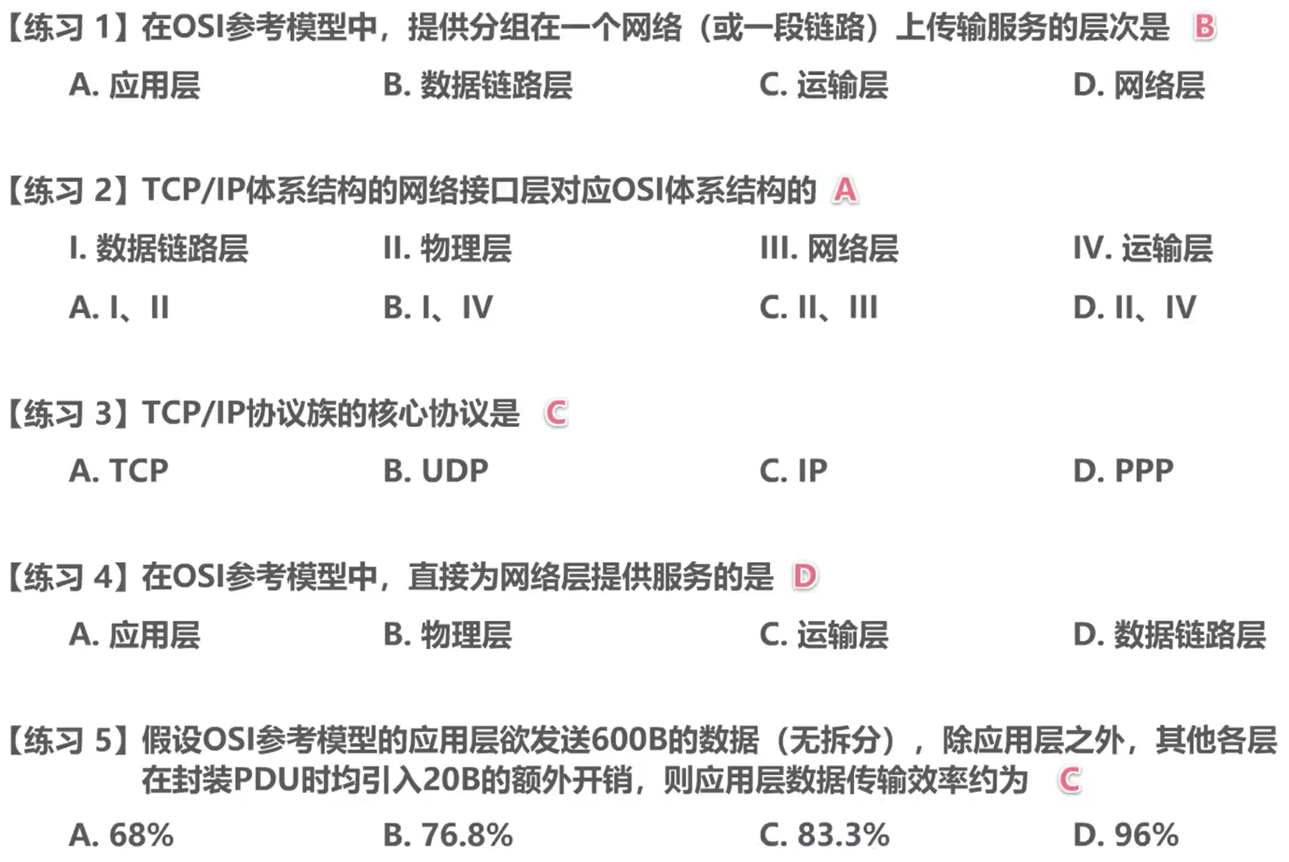 【练习 1】在OSI参考模型中，提供分组在一个网络（或一段链路）上传输服务的层次是 B
A. 应用层 B. 数据链路层 C. 运输层 D. 网络层
【练习 2】TCP/IP体系结构的网络接口层对应OSI体系结构的 A
I. 数据链路层 II. 物理层 III. 网络层 IV. 运输层
A. I、II B. I、IV C. II、III D. II、IV
【练习 3】TCP/IP协议族的核心协议是 C
A. TCP B. UDP C. IP D. PPP
【练习 4】在OSI参考模型中，直接为网络层提供服务的是 D
A. 应用层 B. 物理层 C. 运输层 D. 数据链路层
【练习 5】假设OSI参考模型的应用层欲发送600B的数据（无拆分），除应用层之外，其他各层
在封装PDU时均引入20B的额外开销，则应用层数据传输效率约为 C
A. 68% B. 76.8% C. 83.3% D. 96%